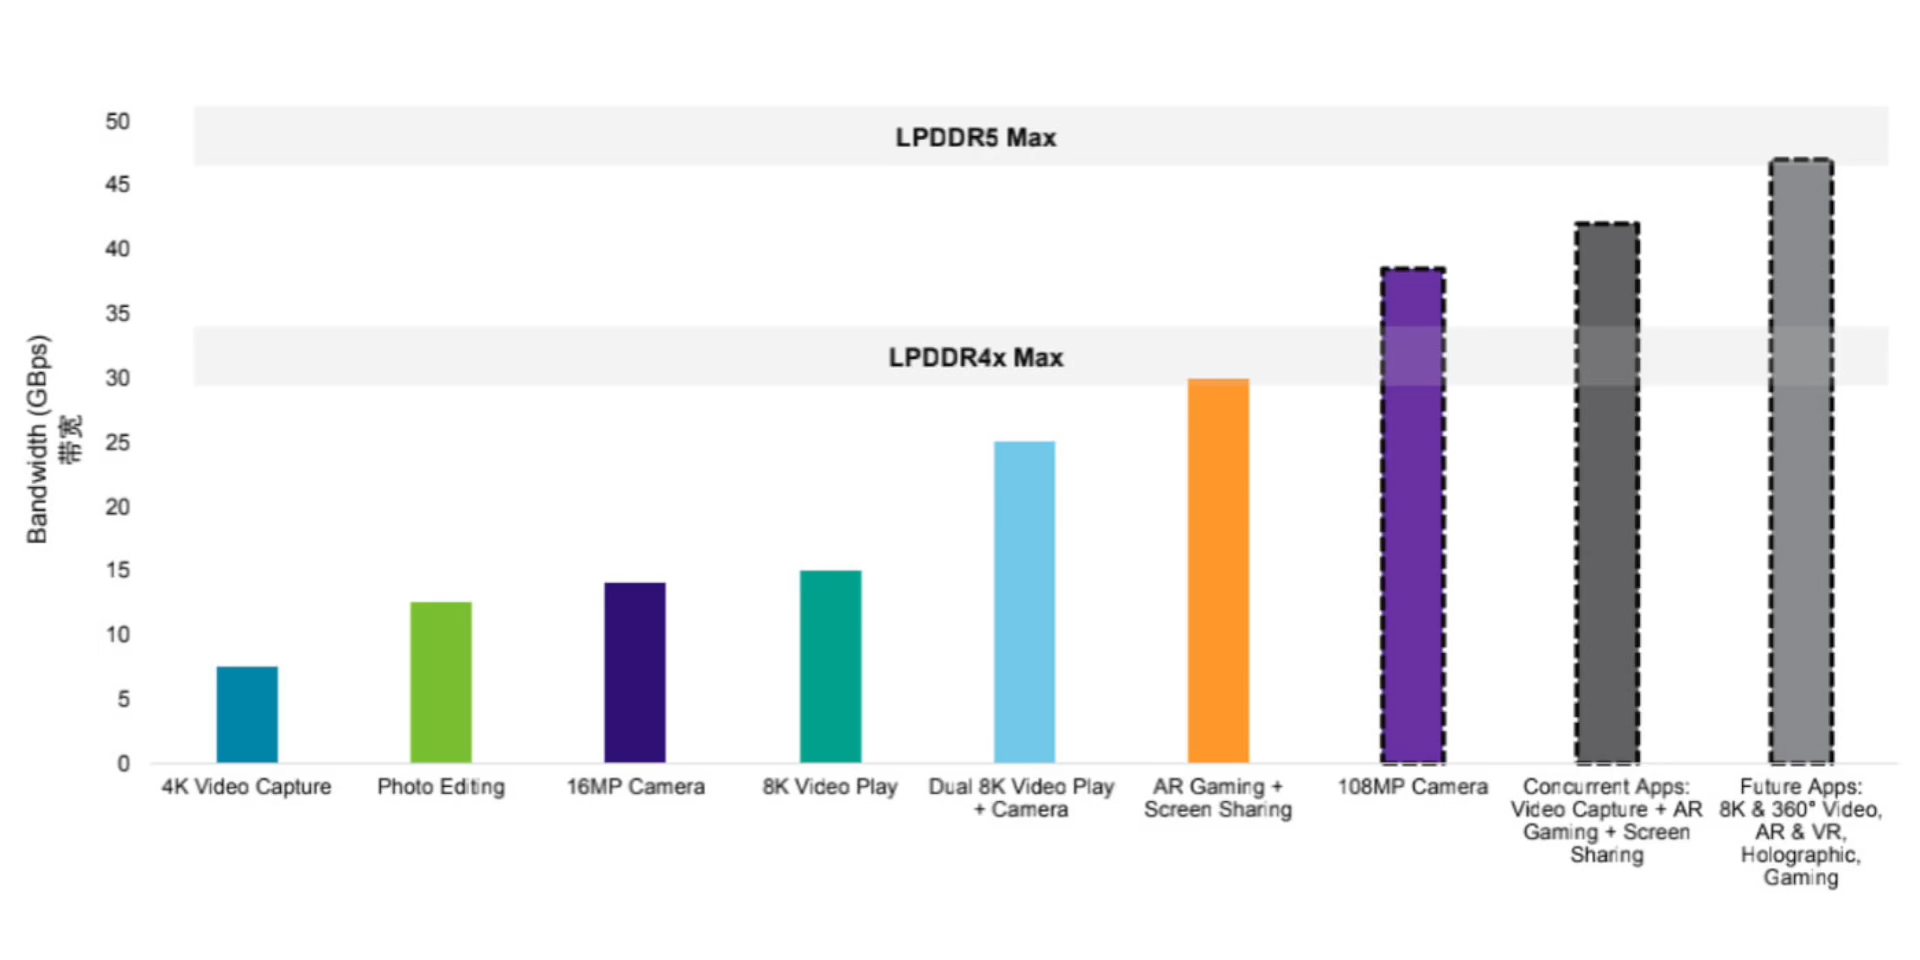 50
LPDDR5 Max
45
40
35
LPDDR4x Max
30
25
20
15
10
5
0
Bandwidth (GBps)
带宽
4K Video Capture
Photo Editing
16MP Camera
8K Video Play
Dual 8K Video Play
+ Camera
AR Gaming +
Screen Sharing
108MP Camera
Concurrent Apps:
Video Capture + AR
Gaming + Screen
Sharing
Future Apps:
8K & 360° Video,
AR & VR,
Holographic,
Gaming